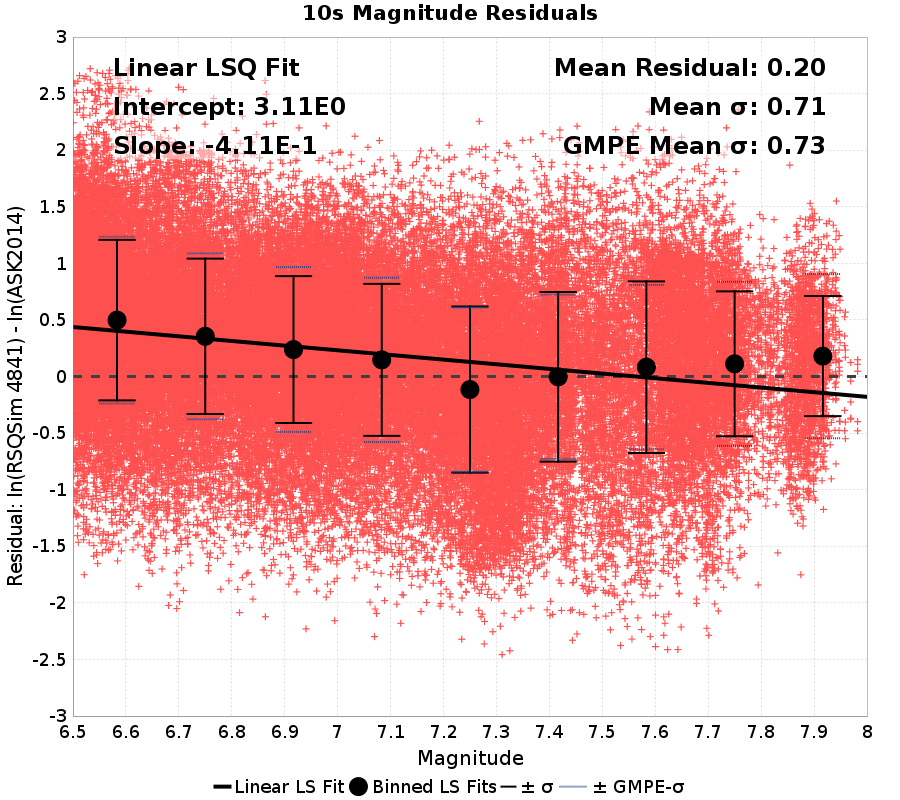 10s Magnitude Residuals
Linear LSQ Fit
Intercept: 3.11E0
Slope: -4.11E-1
Mean Residual: 0.20
Mean σ: 0.71
GMPE Mean σ: 0.73
Residual: ln(RSQSim 4841) - ln(ASK2014)
3
2.5
2
1.5
1
0.5
0
-0.5
-1
-1.5
-2
-2.5
-3
6.5 6.6 6.7 6.8 6.9 7 7.1 7.2 7.3 7.4 7.5 7.6 7.7 7.8 7.9 8
Magnitude
Linear LS Fit Binned LS Fits ± σ ± GMPE-σ